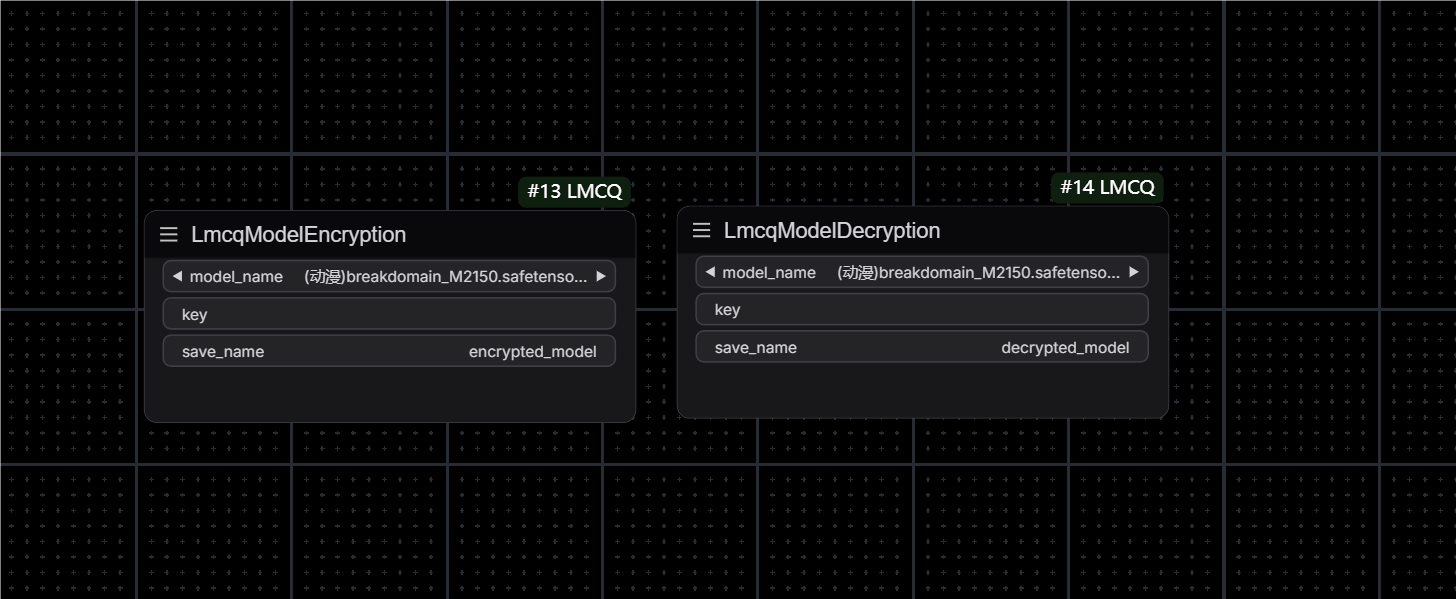 #13 LMCQ
LmcqModelEncryption
model_name (动漫)breakdomain_M2150.safetenso...
key
save_name encrypted_model
#14 LMCQ
LmcqModelDecryption
model_name (动漫)breakdomain_M2150.safetenso...
key
save_name decrypted_model